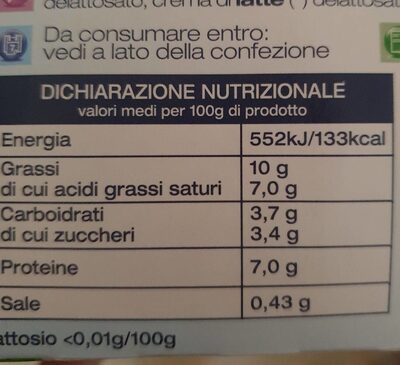 delattosato, crema di latte (*) delattosat
Da consumare entro:
vedi a lato della confezione
DICHIARAZIONE NUTRIZIONALE
valori medi per 100g di prodotto
Energia 552kJ/133kcal
Grassi 10 g
di cui acidi grassi saturi 7,0 g
Carboidrati 3,7 g
di cui zuccheri 3,4 g
Proteine 7,0 g
Sale 0,43 g
attosio <0,01g/100g